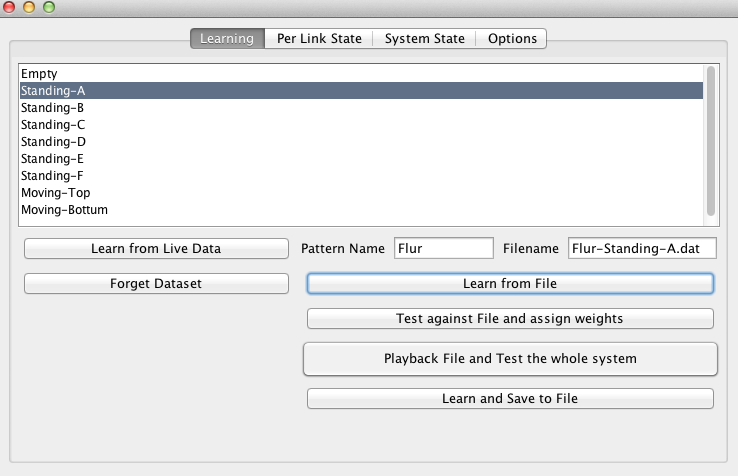 Learning Per Link State System State Options
Empty
Standing-A
Standing-B
Standing-C
Standing-D
Standing-E
Standing-F
Moving-Top
Moving-Bottum
Learn from Live Data Pattern Name Flur Filename Flur-Standing-A.dat
Forget Dataset Learn from File
Test against File and assign weights
Playback File and Test the whole system
Learn and Save to File